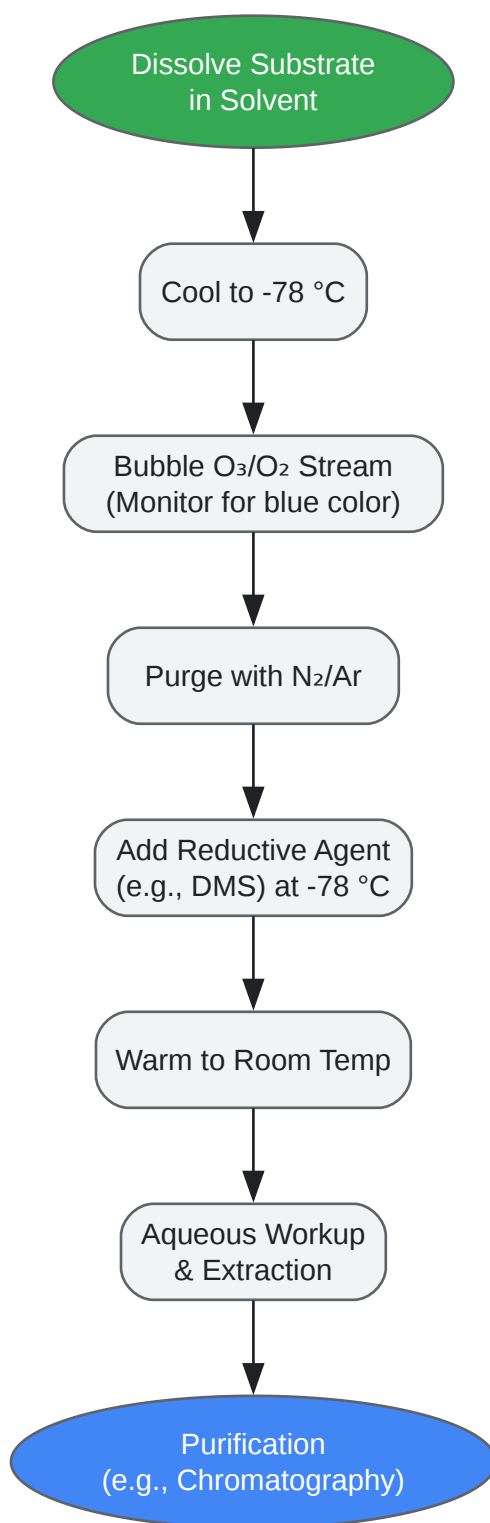 Dissolve Substrate
in Solvent
Cool to -78 °C
Bubble O₃/O₂ Stream
(Monitor for blue color)
Purge with N₂/Ar
Add Reductive Agent
(e.g., DMS) at -78 °C
Warm to Room Temp
Aqueous Workup
& Extraction
Purification
(e.g., Chromatography)